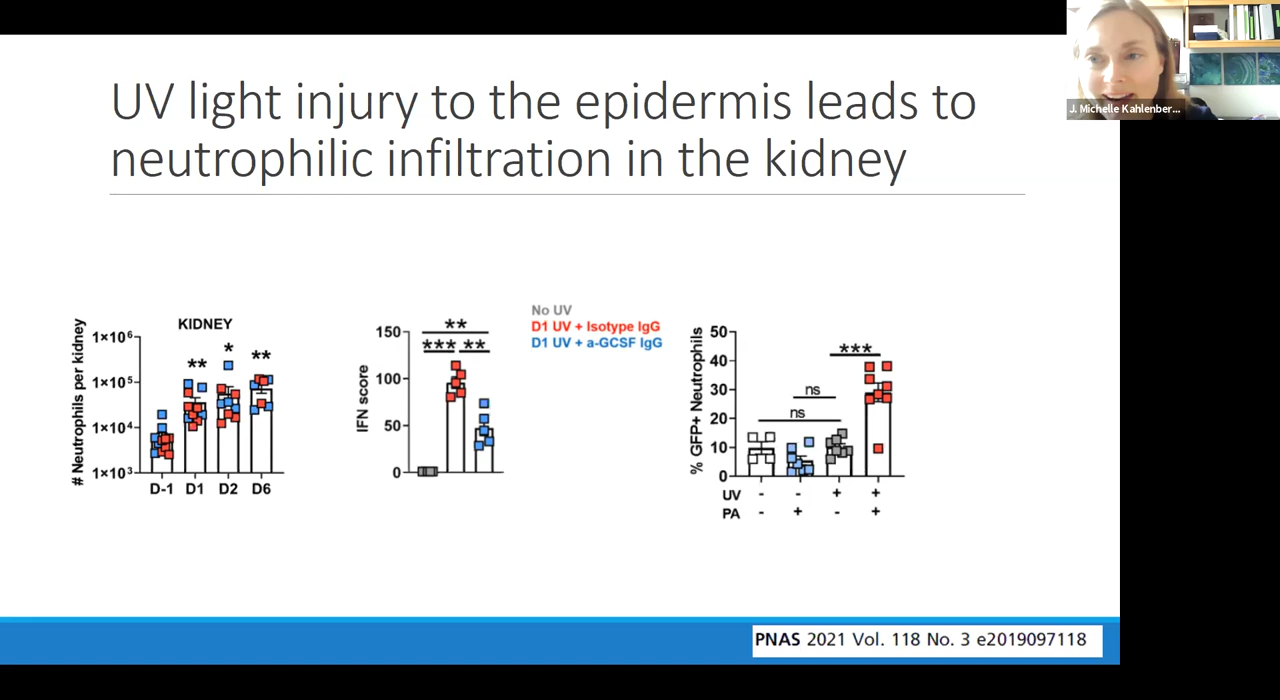 J. Michelle Kahlenber...
UV light injury to the epidermis leads to
neutrophilic infiltration in the kidney
# Neutrophils per kidney
KIDNEY
1×10⁶
1×10⁵
1×10⁴
1×10³
** * **
D-1 D1 D2 D6
IFN score
150
100
50
0
**
*** **
No UV
D1 UV + Isotype IgG
D1 UV + a-GCSF IgG
% GFP+ Neutrophils
50
40
30
20
10
0
***
ns
ns
UV - - + +
PA - + - +
PNAS 2021 Vol. 118 No. 3 e2019097118